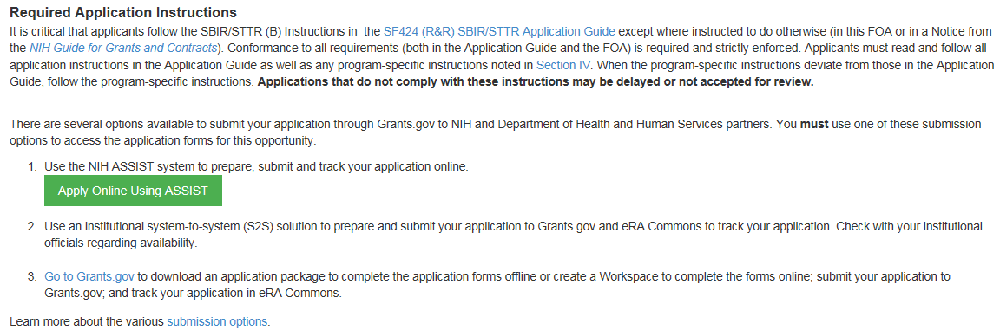 Required Application Instructions
It is critical that applicants follow the SBIR/STTR (B) Instructions in the SF424 (R&R) SBIR/STTR Application Guide except where instructed to do otherwise (in this FOA or in a Notice from
the NIH Guide for Grants and Contracts). Conformance to all requirements (both in the Application Guide and the FOA) is required and strictly enforced. Applicants must read and follow all
application instructions in the Application Guide as well as any program-specific instructions noted in Section IV. When the program-specific instructions deviate from those in the Application
Guide, follow the program-specific instructions. Applications that do not comply with these instructions may be delayed or not accepted for review.
There are several options available to submit your application through Grants.gov to NIH and Department of Health and Human Services partners. You must use one of these submission
options to access the application forms for this opportunity.
1. Use the NIH ASSIST system to prepare, submit and track your application online.
Apply Online Using ASSIST
2. Use an institutional system-to-system (S2S) solution to prepare and submit your application to Grants.gov and eRA Commons to track your application. Check with your institutional
officials regarding availability.
3. Go to Grants.gov to download an application package to complete the application forms offline or create a Workspace to complete the forms online; submit your application to
Grants.gov; and track your application in eRA Commons.
Learn more about the various submission options.